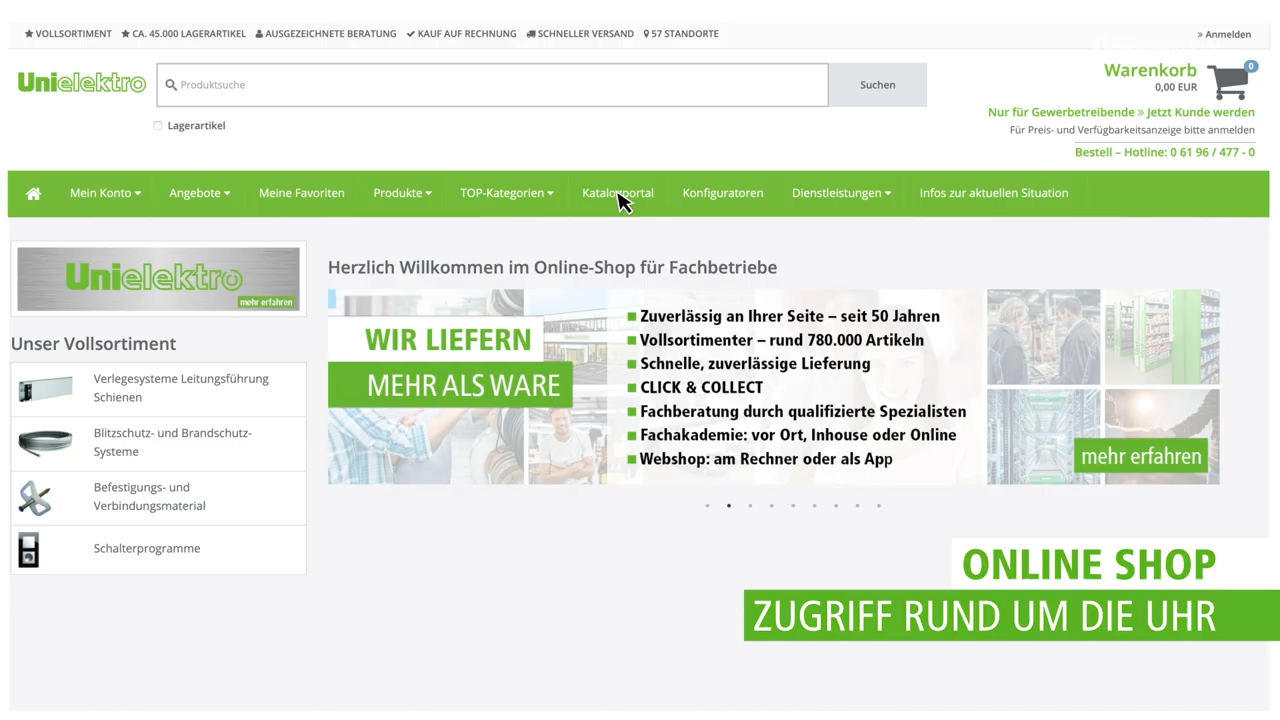 VOLLSORTIMENT CA. 45.000 LAGERARTIKEL AUSGEZEICHNETE BERATUNG KAUF AUF RECHNUNG SCHNELLER VERSAND 57 STANDORTE » Anmelden
Unielektro Produktsuche Suchen Warenkorb 0
0,00 EUR
Nur für Gewerbetreibende » Jetzt Kunde werden
Lagerartikel Für Preis- und Verfügbarkeitsanzeige bitte anmelden
Bestell – Hotline: 0 61 96 / 477 - 0
Mein Konto Angebote Meine Favoriten Produkte TOP-Kategorien Katalogportal Konfiguratoren Dienstleistungen Infos zur aktuellen Situation
Unielektro
mehr erfahren
Herzlich Willkommen im Online-Shop für Fachbetriebe
WIR LIEFERN
MEHR ALS WARE
Zuverlässig an Ihrer Seite – seit 50 Jahren
Vollsortimenter – rund 780.000 Artikeln
Schnelle, zuverlässige Lieferung
CLICK & COLLECT
Fachberatung durch qualifizierte Spezialisten
Fachakademie: vor Ort, Inhouse oder Online
Webshop: am Rechner oder als App
mehr erfahren
Unser Vollsortiment
Verlegesysteme Leitungsführung
Schienen
Blitzschutz- und Brandschutz-
Systeme
Befestigungs- und
Verbindungsmaterial
Schalterprogramme
ONLINE SHOP
ZUGRIFF RUND UM DIE UHR